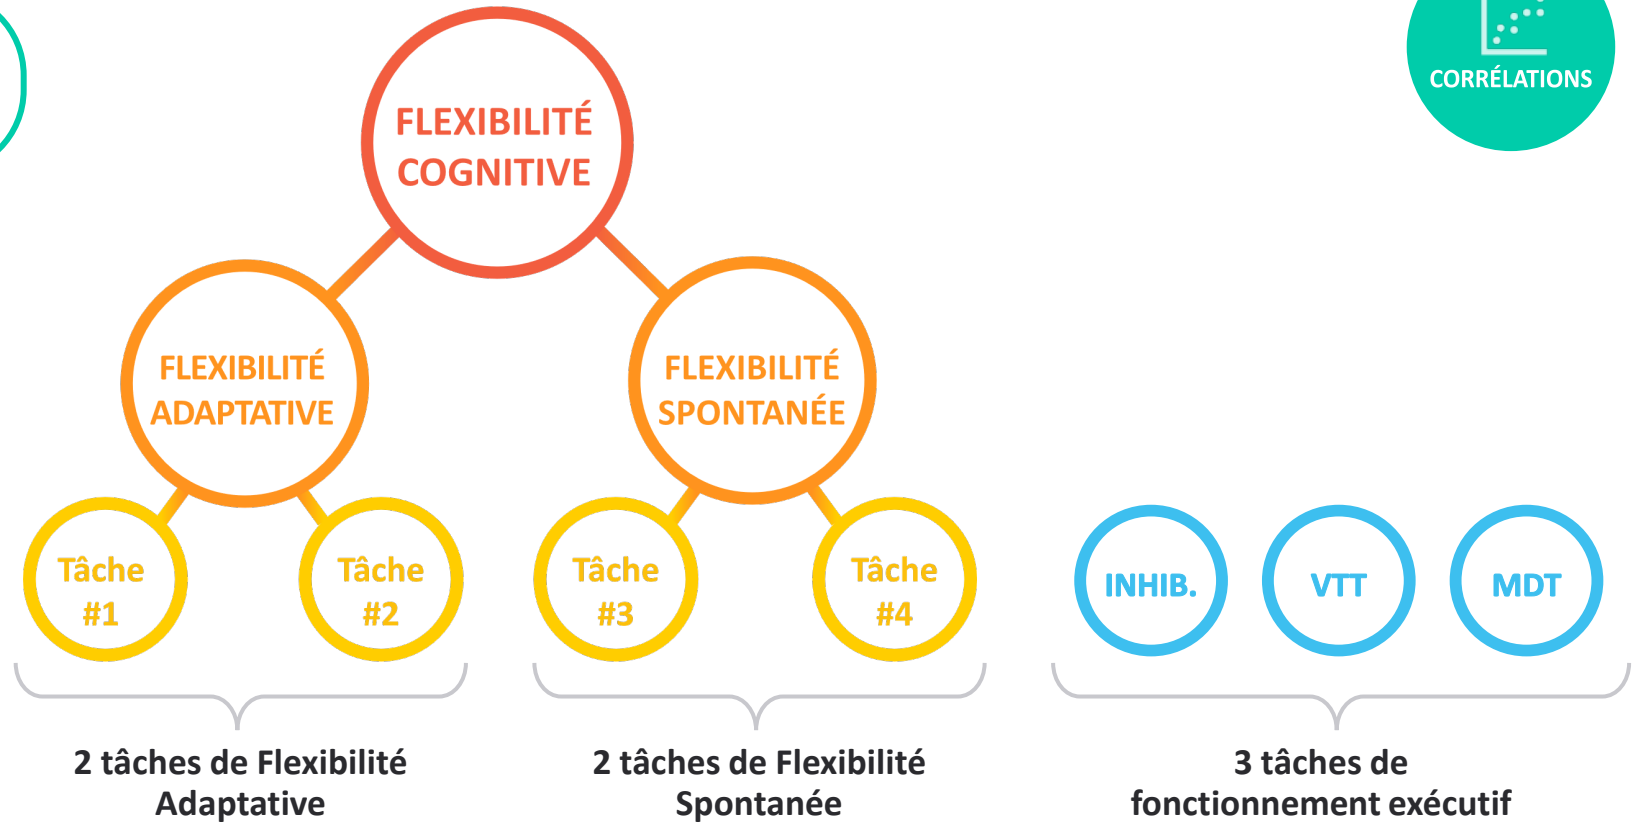 CORRÉLATIONS
FLEXIBILITÉ
COGNITIVE
FLEXIBILITÉ
ADAPTATIVE
FLEXIBILITÉ
SPONTANÉE
Tâche
#1
Tâche
#2
Tâche
#3
Tâche
#4
INHIB.
VTT
MDT
2 tâches de Flexibilité
Adaptative
2 tâches de Flexibilité
Spontanée
3 tâches de
fonctionnement exécutif